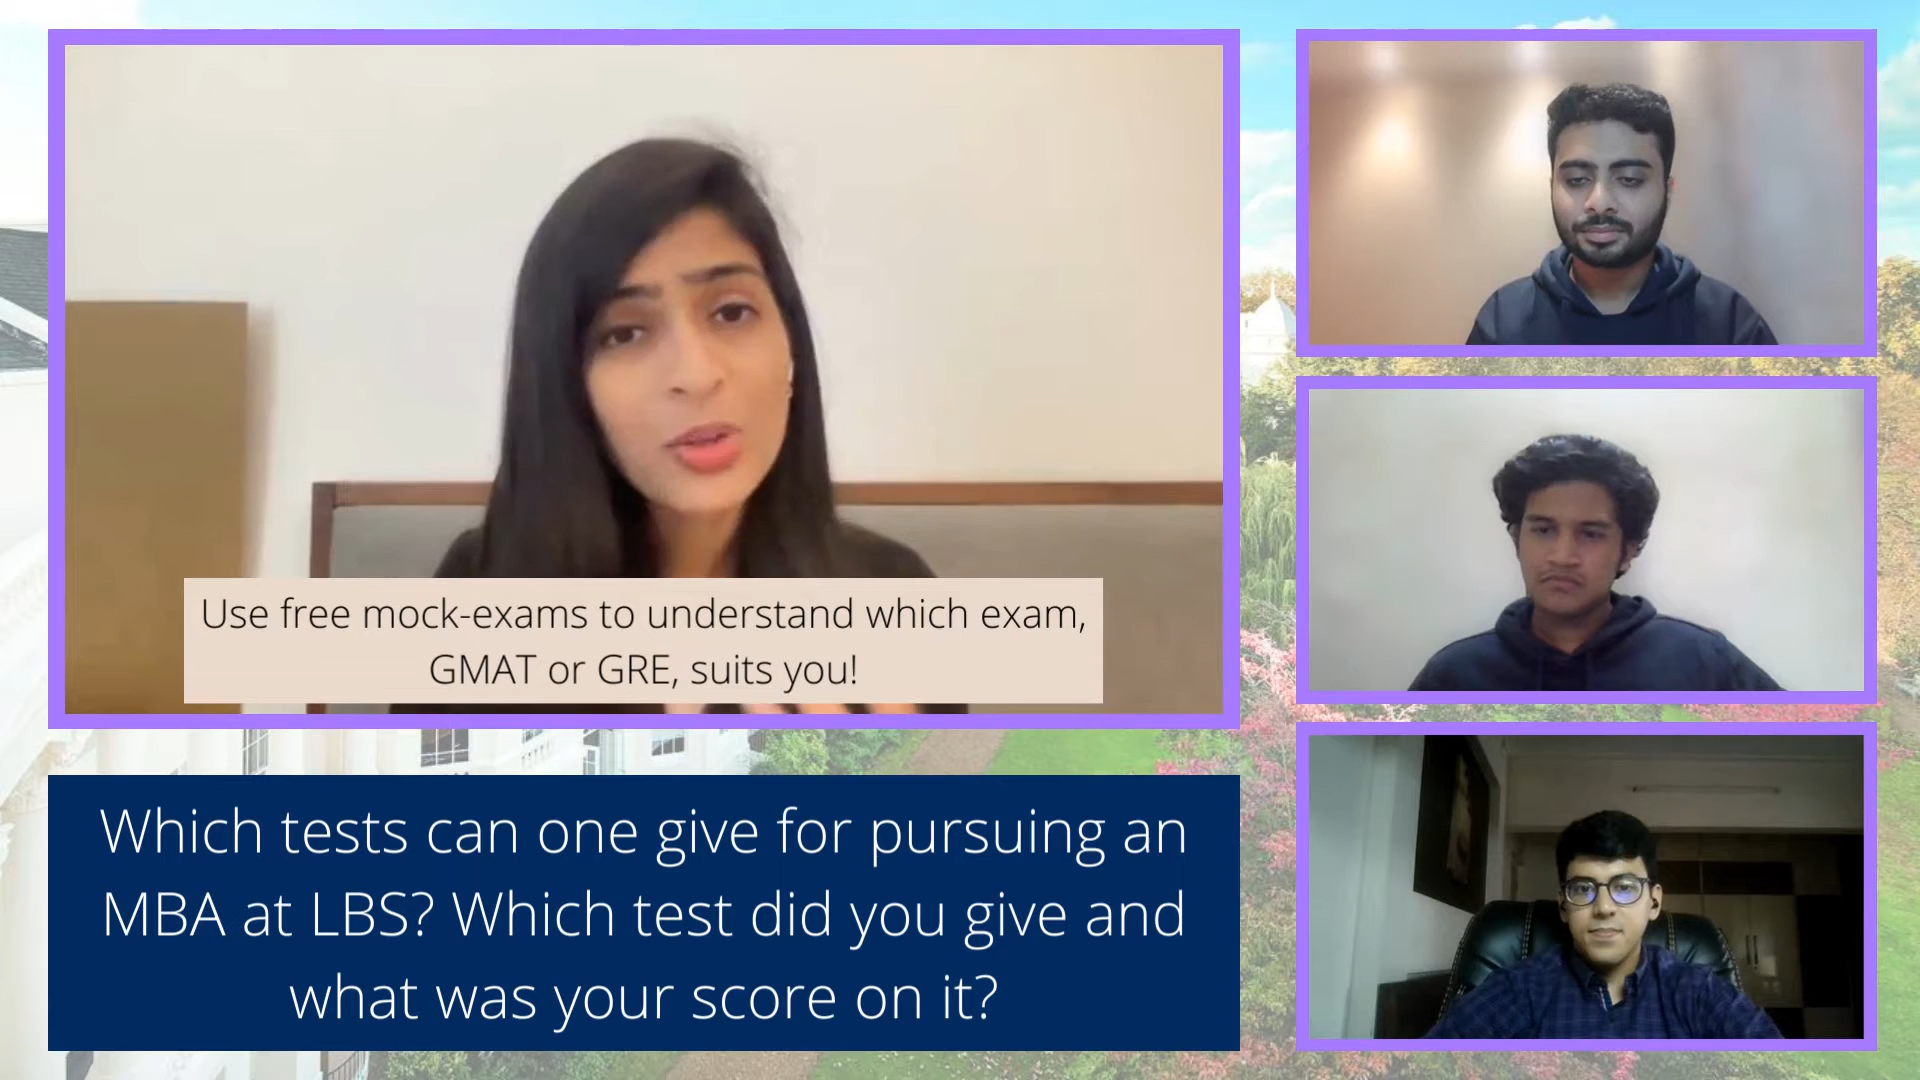 Use free mock-exams to understand which exam,
GMAT or GRE, suits you!
Which tests can one give for pursuing an
MBA at LBS? Which test did you give and
what was your score on it?